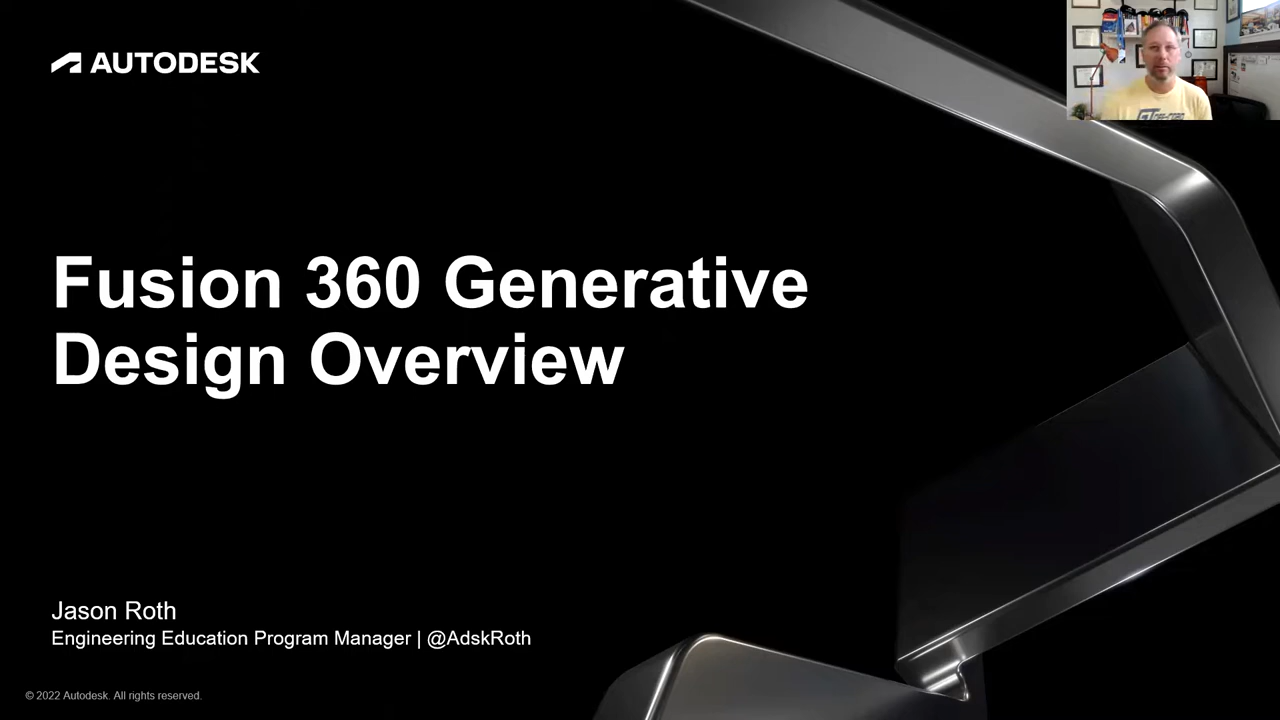 AUTODESK
Fusion 360 Generative
Design Overview
Jason Roth
Engineering Education Program Manager | @AdskRoth
© 2022 Autodesk. All rights reserved.